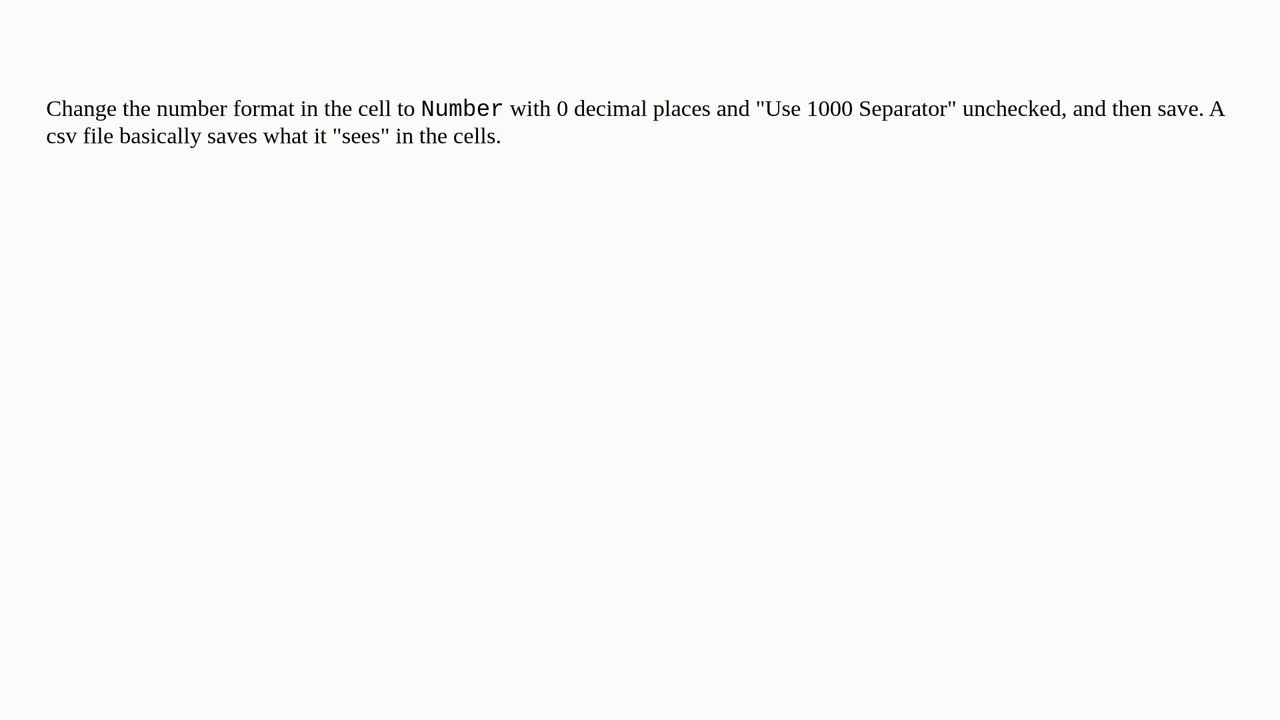 Change the number format in the cell to Number with 0 decimal places and "Use 1000 Separator" unchecked, and then save. A
csv file basically saves what it "sees" in the cells.